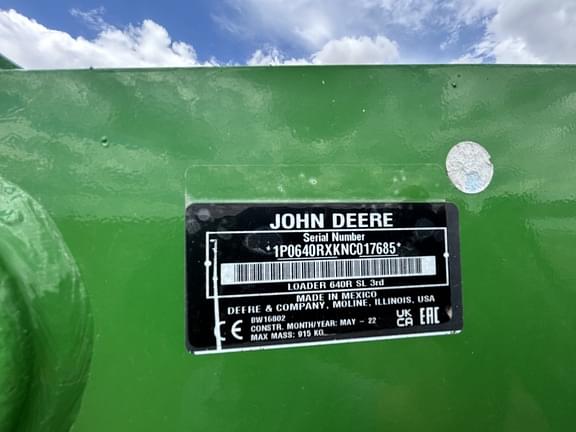 JOHN DEERE
Serial Number
*1P0640RXKNC017685*
LOADER 640R SL 3rd
MADE IN MEXICO
DEERE & COMPANY, MOLINE, ILLINOIS, USA
BW16802
CONSTR. MONTH/YEAR: MAY - 22
MAX MASS: 915 KG.
CE
UK CA
EAC